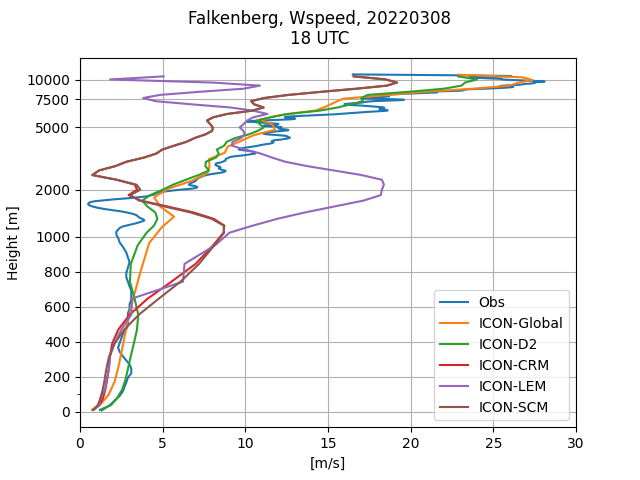 Falkenberg, Wspeed, 20220308
18 UTC
Height [m]
10000
7500
5000
2000
1000
800
600
400
200
0
0 5 10 15 20 25 30
[m/s]
Obs
ICON-Global
ICON-D2
ICON-CRM
ICON-LEM
ICON-SCM